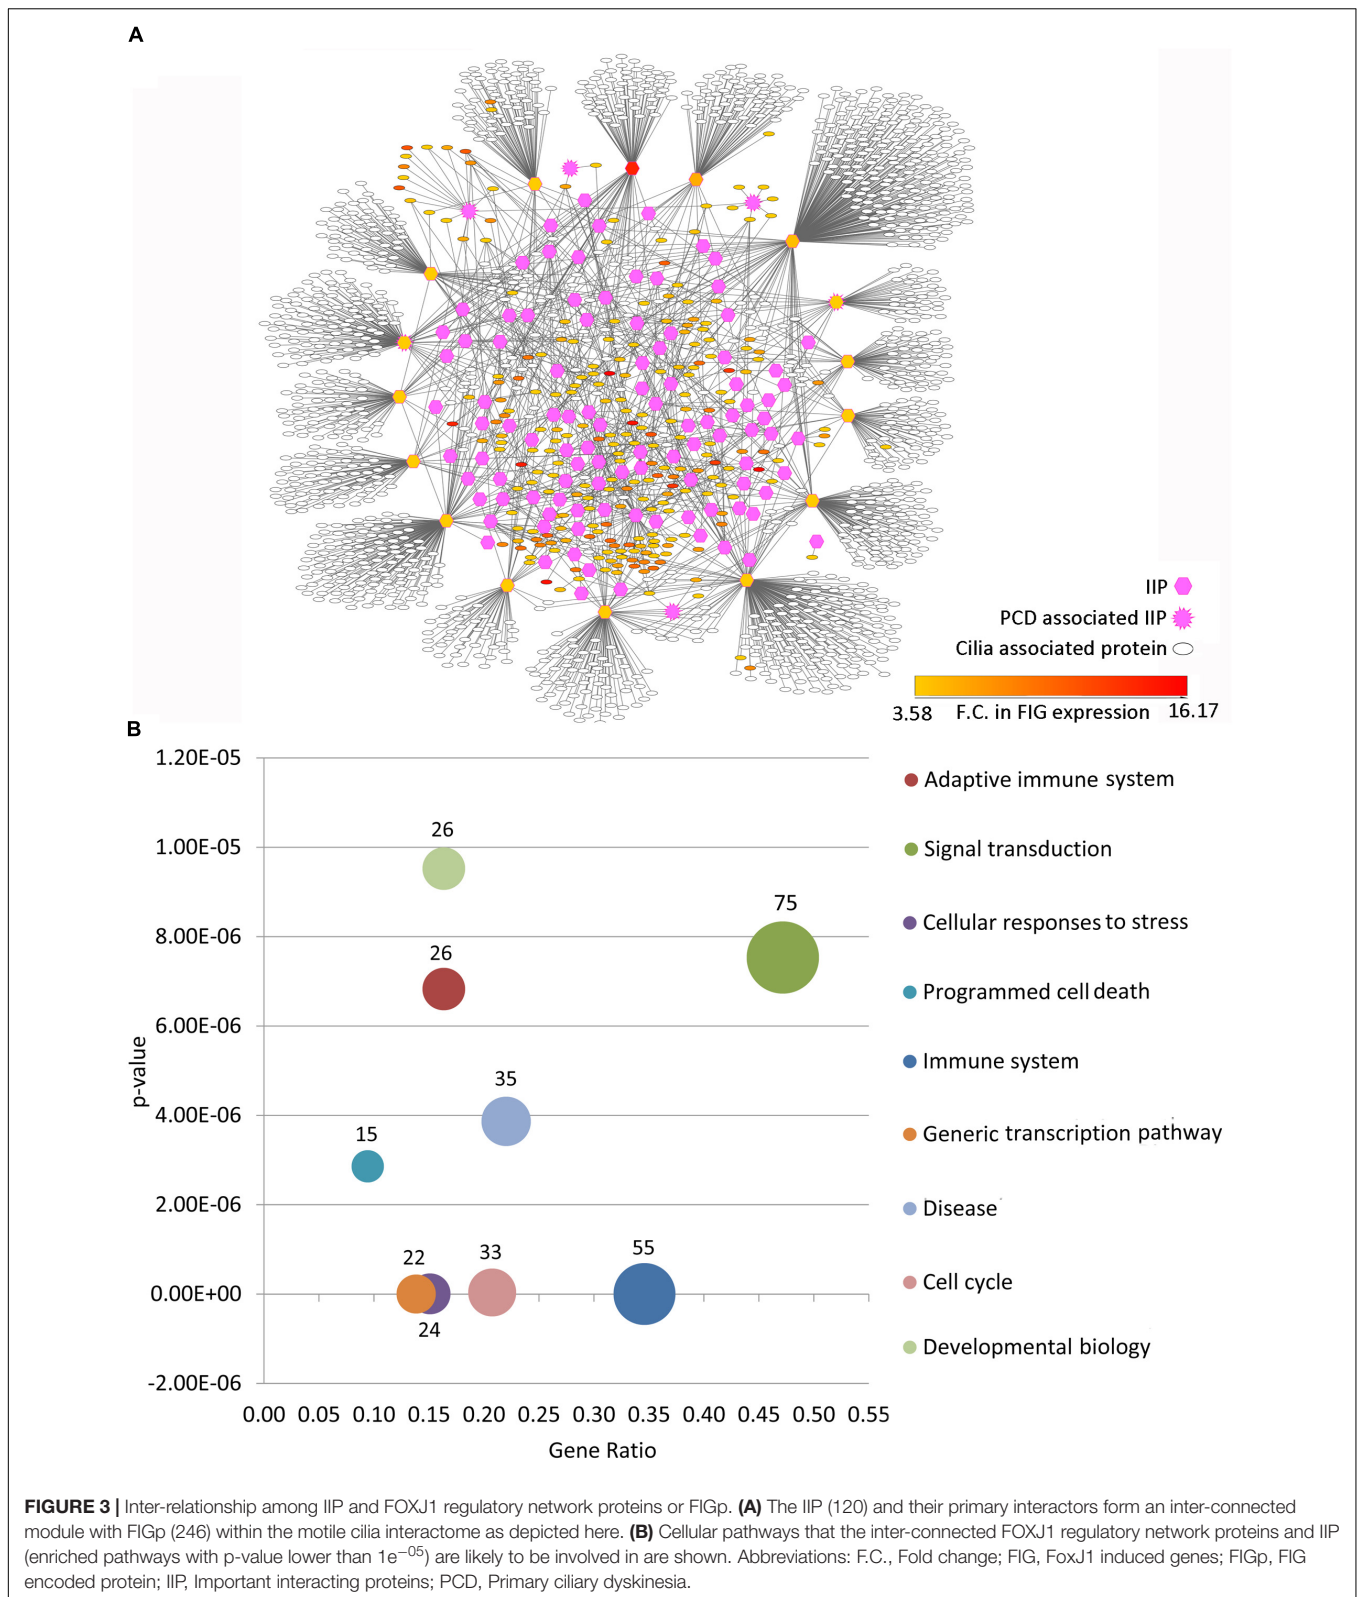 A
IIP
PCD associated IIP
Cilia associated protein
3.58 F.C. in FIG expression 16.17
B
1.20E-05
1.00E-05
8.00E-06
6.00E-06
4.00E-06
2.00E-06
0.00E+00
-2.00E-06
p-value
26
75
26
35
15
22
33
55
24
0.00 0.05 0.10 0.15 0.20 0.25 0.30 0.35 0.40 0.45 0.50 0.55
Gene Ratio
Adaptive immune system
Signal transduction
Cellular responses to stress
Programmed cell death
Immune system
Generic transcription pathway
Disease
Cell cycle
Developmental biology
FIGURE 3 | Inter-relationship among IIP and FOXJ1 regulatory network proteins or FIGp. (A) The IIP (120) and their primary interactors form an inter-connected
module with FIGp (246) within the motile cilia interactome as depicted here. (B) Cellular pathways that the inter-connected FOXJ1 regulatory network proteins and IIP
(enriched pathways with p-value lower than 1e⁻⁰⁵) are likely to be involved in are shown. Abbreviations: F.C., Fold change; FIG, FoxJ1 induced genes; FIGp, FIG
encoded protein; IIP, Important interacting proteins; PCD, Primary ciliary dyskinesia.